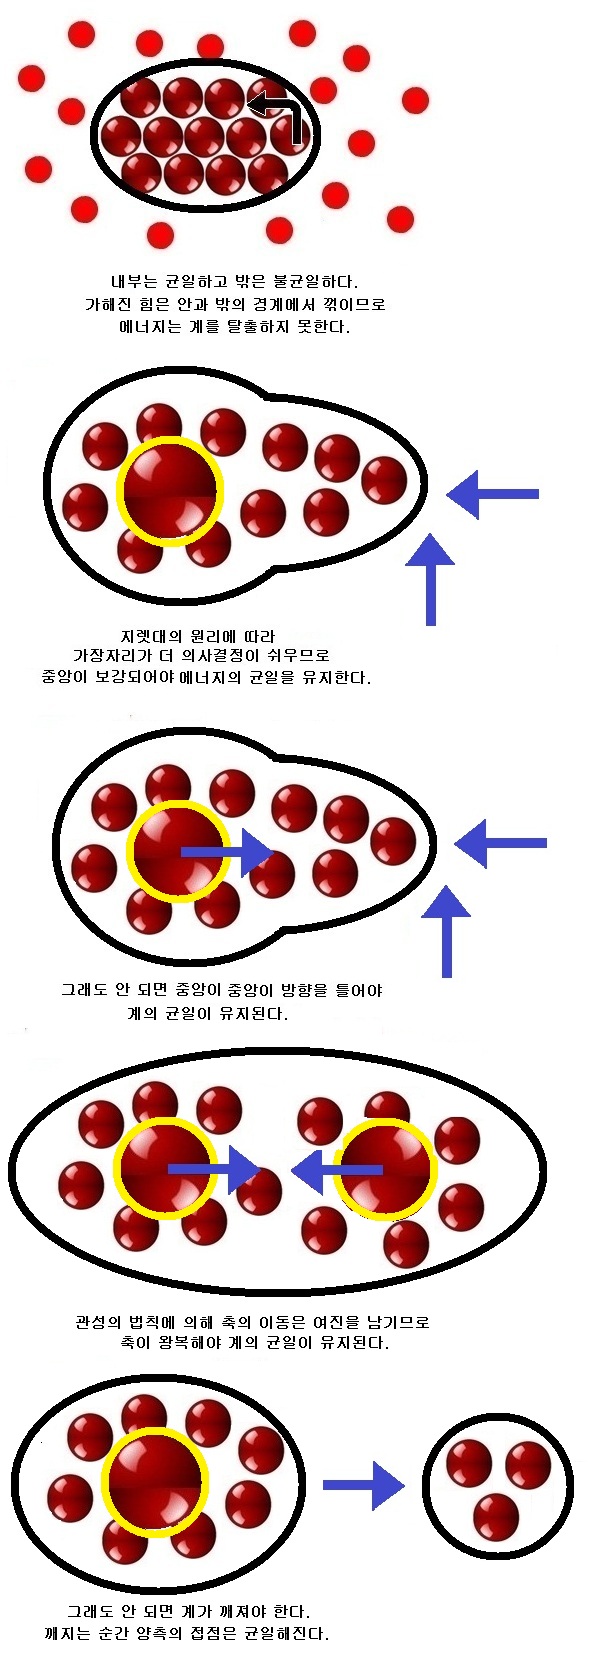 내부는 균일하고 밖은 불균일하다.
가해진 힘은 안과 밖의 경계에서 꺾이므로
에너지는 계를 탈출하지 못한다.
지렛대의 원리에 따라
가장자리가 더 의사결정이 쉬우므로
중앙이 보강되어야 에너지의 균일을 유지한다.
그래도 안 되면 중앙이 중앙이 방향을 틀어야
계의 균일이 유지된다.
관성의 법칙에 의해 축의 이동은 여진을 남기므로
축이 왕복해야 계의 균일이 유지된다.
그래도 안 되면 계가 깨져야 한다.
깨지는 순간 양측의 접점은 균일해진다.